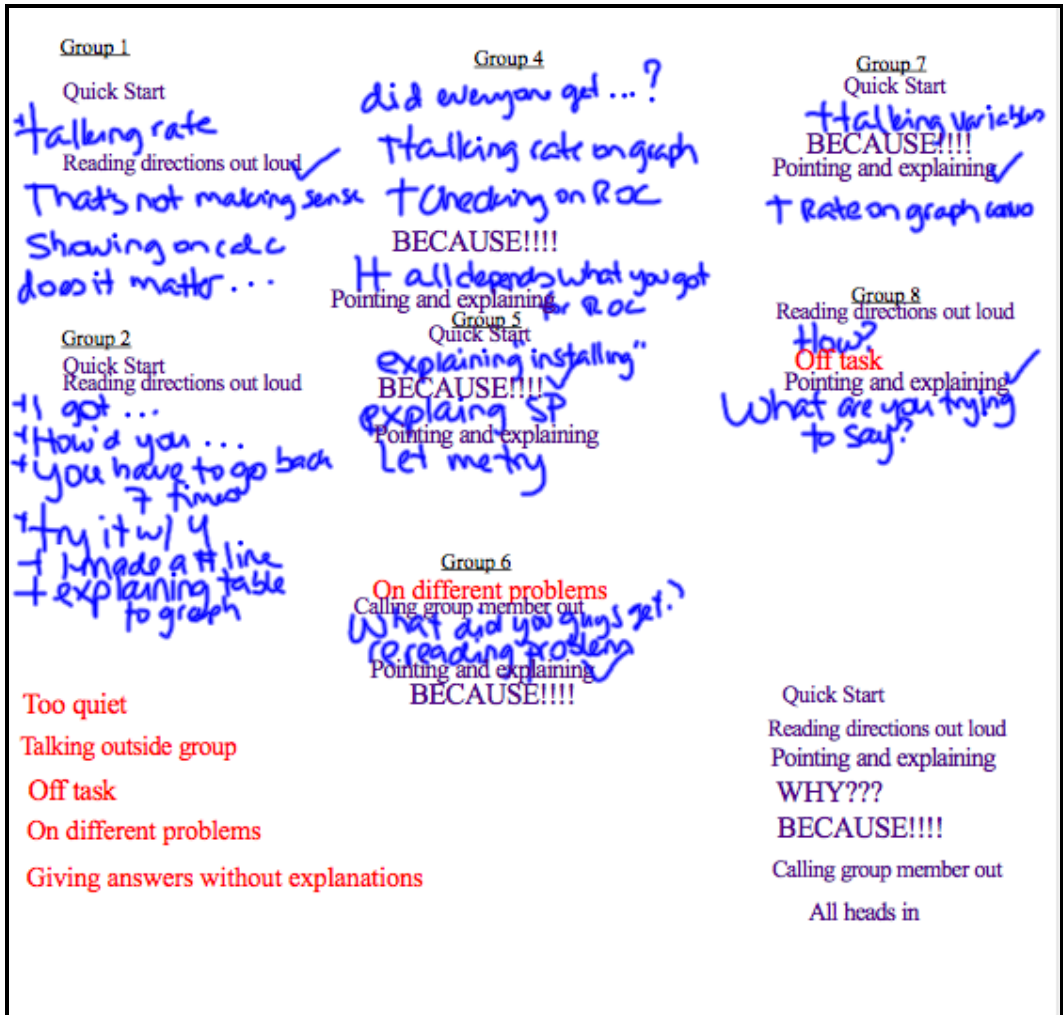 Group 1
Quick Start
+talking rate
Reading directions out loud ✓
That's not making sense
Showing on calc
does it matter...
Group 2
Quick Start
Reading directions out loud
+I got ...
+How'd you ...
+you have to go back
7 times
+try it w/ 4
+ I made a # line
+ explaining table
to graph
Group 4
did everyone get ...?
+talking rate on graph
+ Checking on ROC
BECAUSE!!!!
It all depends what you got
for ROC
Pointing and explaining
Group 5
Quick Start
explaining "installing"
BECAUSE!!!! ✓
explaing SP
Pointing and explaining
Let me try
Group 6
On different problems
Calling group member out
What did you guys get?
rereading problem
Pointing and explaining ✓
BECAUSE!!!!
Group 7
Quick Start
+talking variables
BECAUSE!!!!
Pointing and explaining ✓
+ Rate on graph
Group 8
Reading directions out loud
How?
Off task
Pointing and explaining ✓
What are you trying
to say?
Too quiet
Talking outside group
Off task
On different problems
Giving answers without explanations
Quick Start
Reading directions out loud
Pointing and explaining
WHY???
BECAUSE!!!!
Calling group member out
All heads in